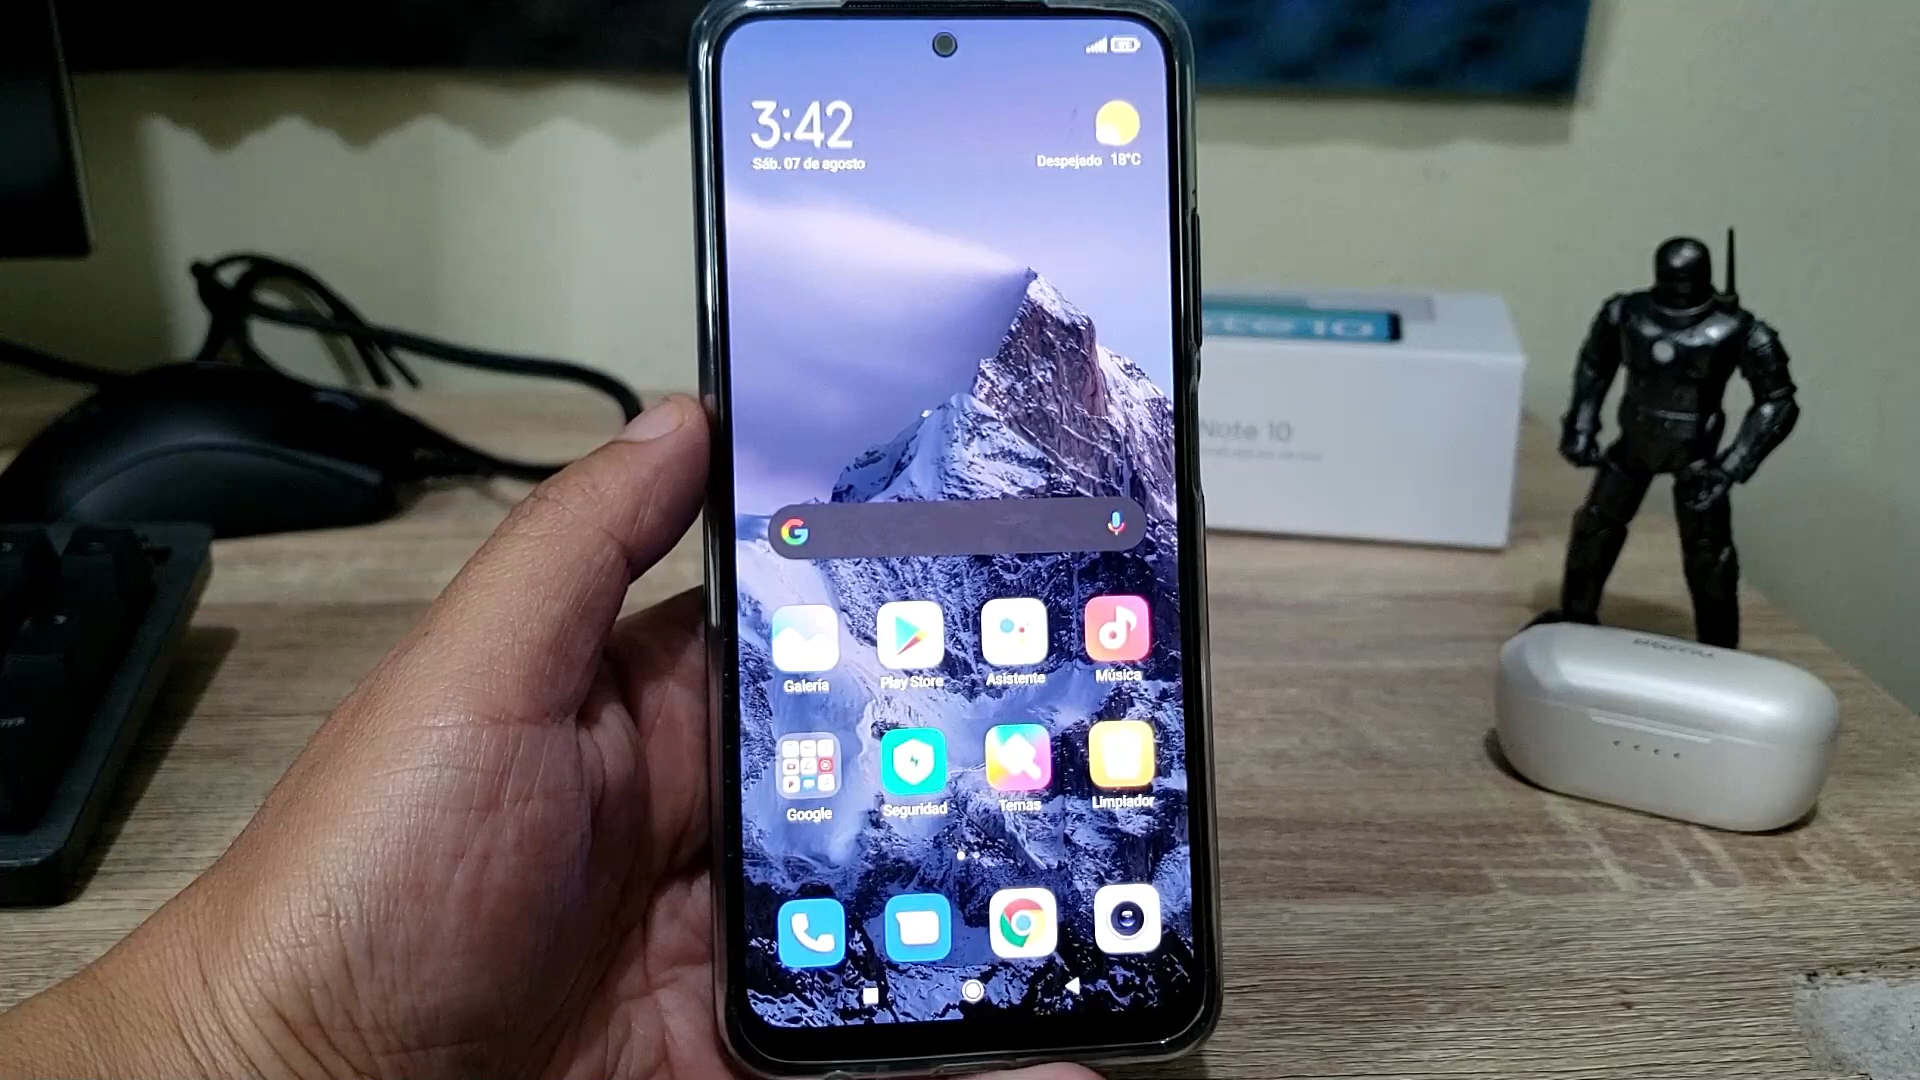 3:42
Sáb. 07 de agosto
Despejado 18°C
Galería
Play Store
Asistente
Música
Google
Seguridad
Temas
Limpiador
10
Note 10